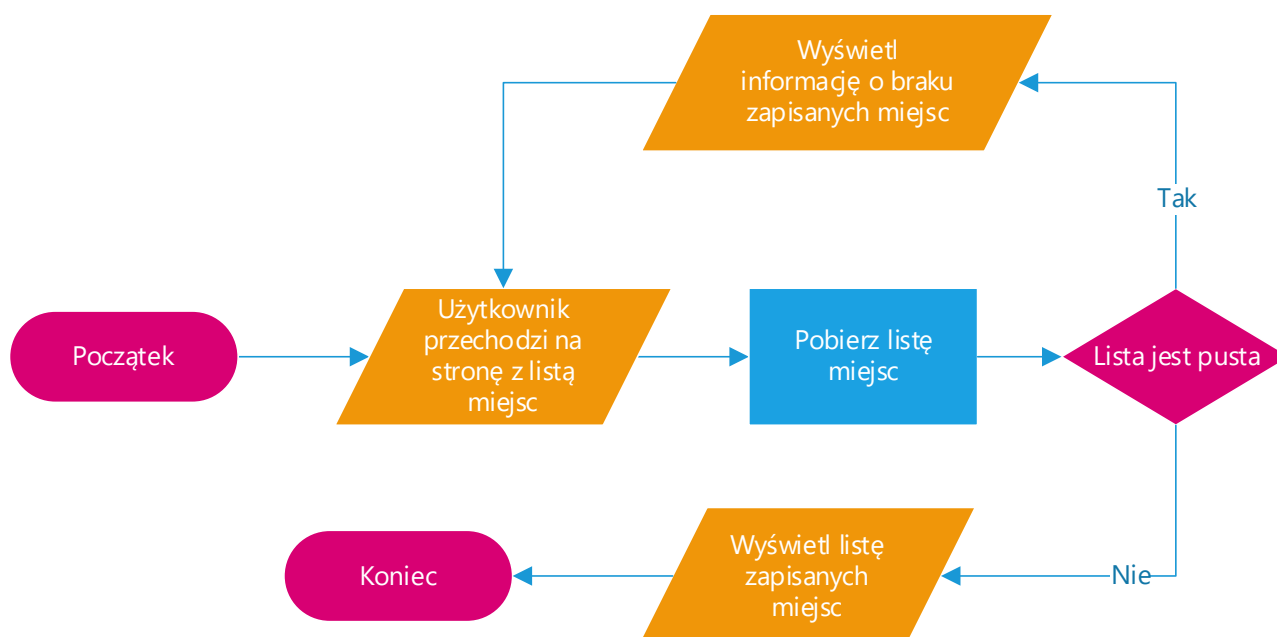 Wyświetl
informację o braku
zapisanych miejsc
Tak
Początek
Użytkownik
przechodzi na
stronę z listą
miejsc
Pobierz listę
miejsc
Lista jest pusta
Koniec
Wyświetl listę
zapisanych
miejsc
Nie